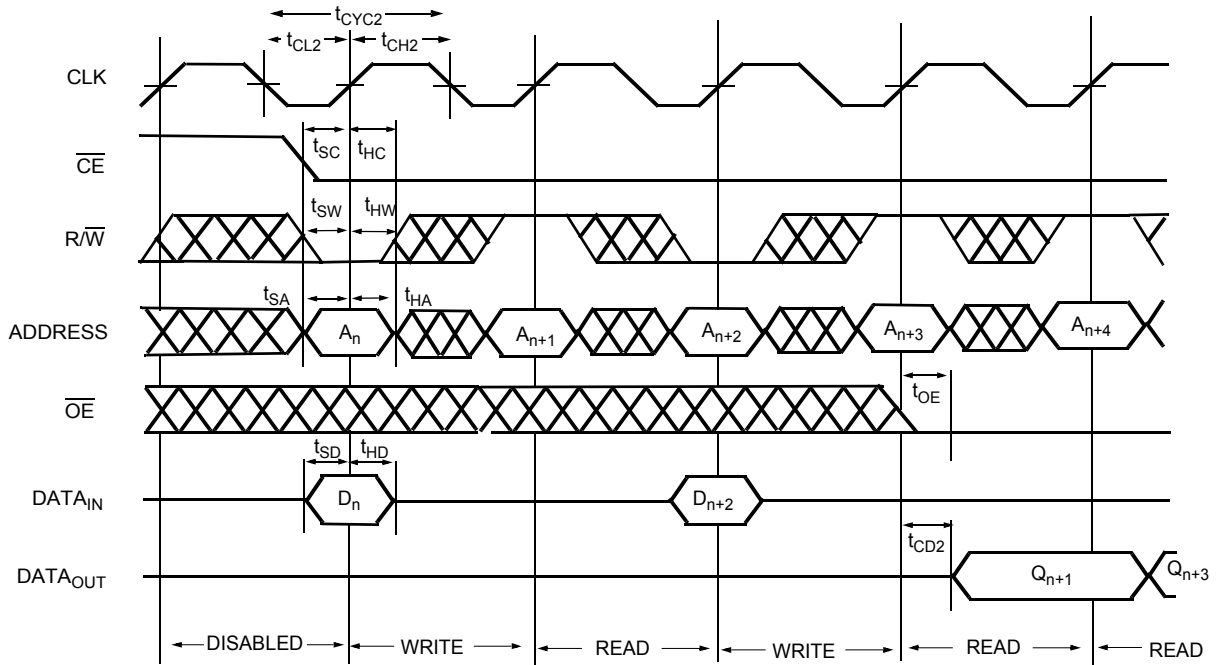 tCYC2
tCL2 tCH2
CLK
tSC tHC
CE
tSW tHW
R/W
tSA tHA
ADDRESS An An+1 An+2 An+3 An+4
tOE
OE
tSD tHD
DATAIN Dn Dn+2
tCD2
DATAOUT Qn+1 Qn+3
DISABLED WRITE READ WRITE READ READ